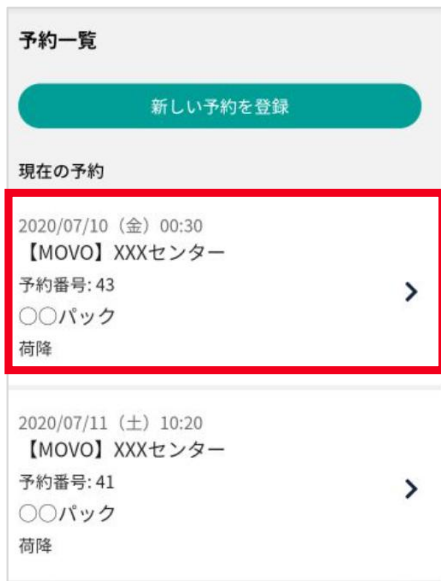 予約一覧
新しい予約を登録
現在の予約
2020/07/10（金）00:30
【MOVO】XXXセンター
予約番号: 43
○○パック
荷降
2020/07/11（土）10:20
【MOVO】XXXセンター
予約番号: 41
○○パック
荷降